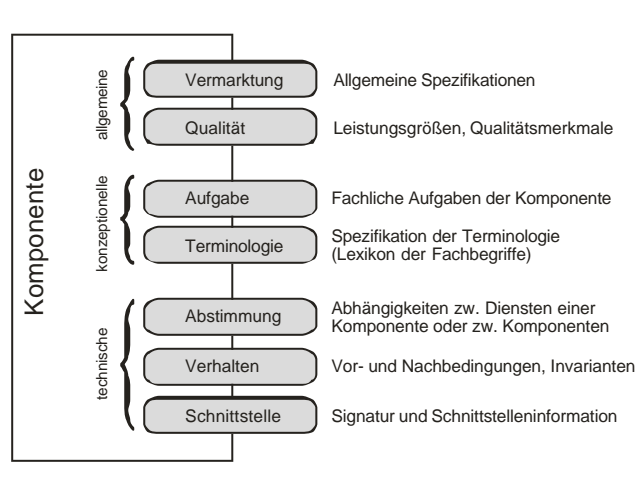 Komponente
allgemeine
Vermarktung
Allgemeine Spezifikationen
Qualität
Leistungsgrößen, Qualitätsmerkmale
konzeptionelle
Aufgabe
Fachliche Aufgaben der Komponente
Terminologie
Spezifikation der Terminologie
(Lexikon der Fachbegriffe)
technische
Abstimmung
Abhängigkeiten zw. Diensten einer
Komponente oder zw. Komponenten
Verhalten
Vor- und Nachbedingungen, Invarianten
Schnittstelle
Signatur und Schnittstelleninformation